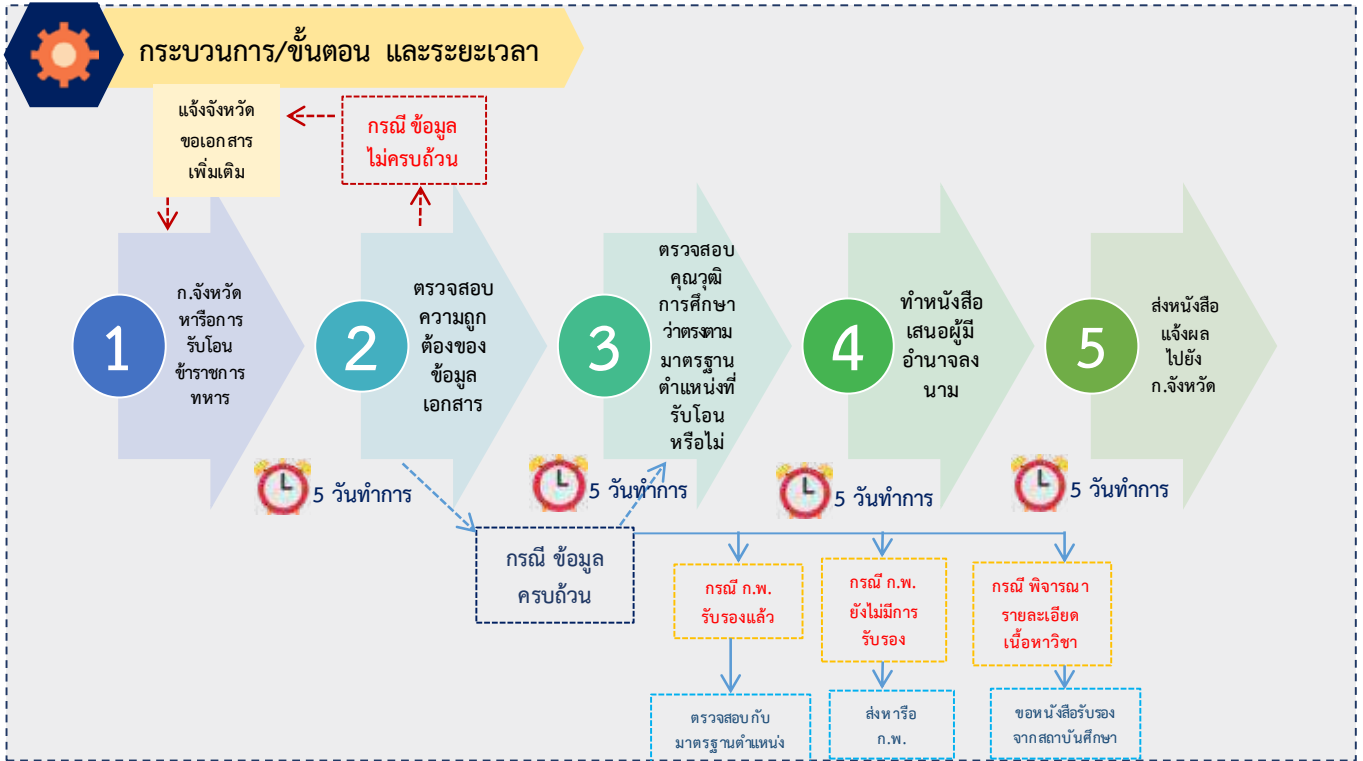 กระบวนการ/ขั้นตอน และระยะเวลา
แจ้งจังหวัด
ขอเอกสาร
เพิ่มเติม
กรณี ข้อมูล
ไม่ครบถ้วน
1
ก.จังหวัด
หารือการ
รับโอน
ข้าราชการ
ทหาร
2
ตรวจสอบ
ความถูก
ต้องของ
ข้อมูล
เอกสาร
3
ตรวจสอบ
คุณวุฒิ
การศึกษา
ว่าตรงตาม
มาตรฐาน
ตำแหน่งที่
รับโอน
หรือไม่
4
ทำหนังสือ
เสนอผู้มี
อำนาจลง
นาม
5
ส่งหนังสือ
แจ้งผล
ไปยัง
ก.จังหวัด
5 วันทำการ
5 วันทำการ
5 วันทำการ
5 วันทำการ
กรณี ข้อมูล
ครบถ้วน
กรณี ก.พ.
รับรองแล้ว
กรณี ก.พ.
ยังไม่มีการ
รับรอง
กรณี พิจารณา
รายละเอียด
เนื้อหาวิชา
ตรวจสอบกับ
มาตรฐานตำแหน่ง
ส่งหารือ
ก.พ.
ขอหนังสือรับรอง
จากสถาบันศึกษา